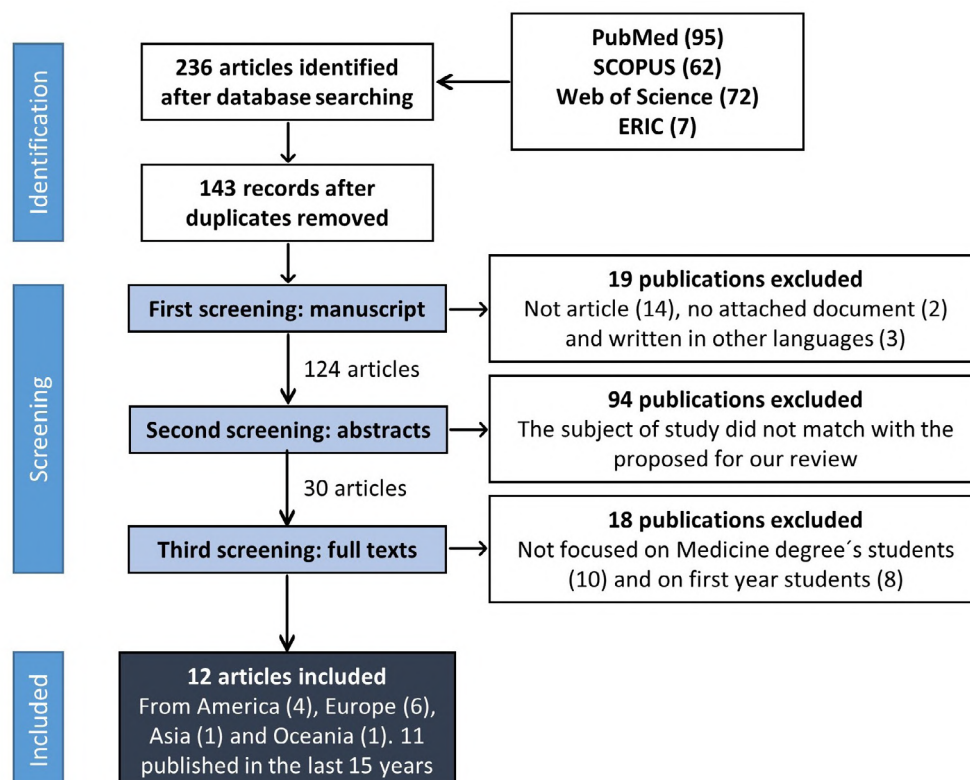 Identification
236 articles identified
after database searching
PubMed (95)
SCOPUS (62)
Web of Science (72)
ERIC (7)
143 records after
duplicates removed
Screening
First screening: manuscript
19 publications excluded
Not article (14), no attached document (2)
and written in other languages (3)
124 articles
Second screening: abstracts
94 publications excluded
The subject of study did not match with the
proposed for our review
30 articles
Third screening: full texts
18 publications excluded
Not focused on Medicine degree´s students
(10) and on first year students (8)
Included
12 articles included
From America (4), Europe (6),
Asia (1) and Oceania (1). 11
published in the last 15 years